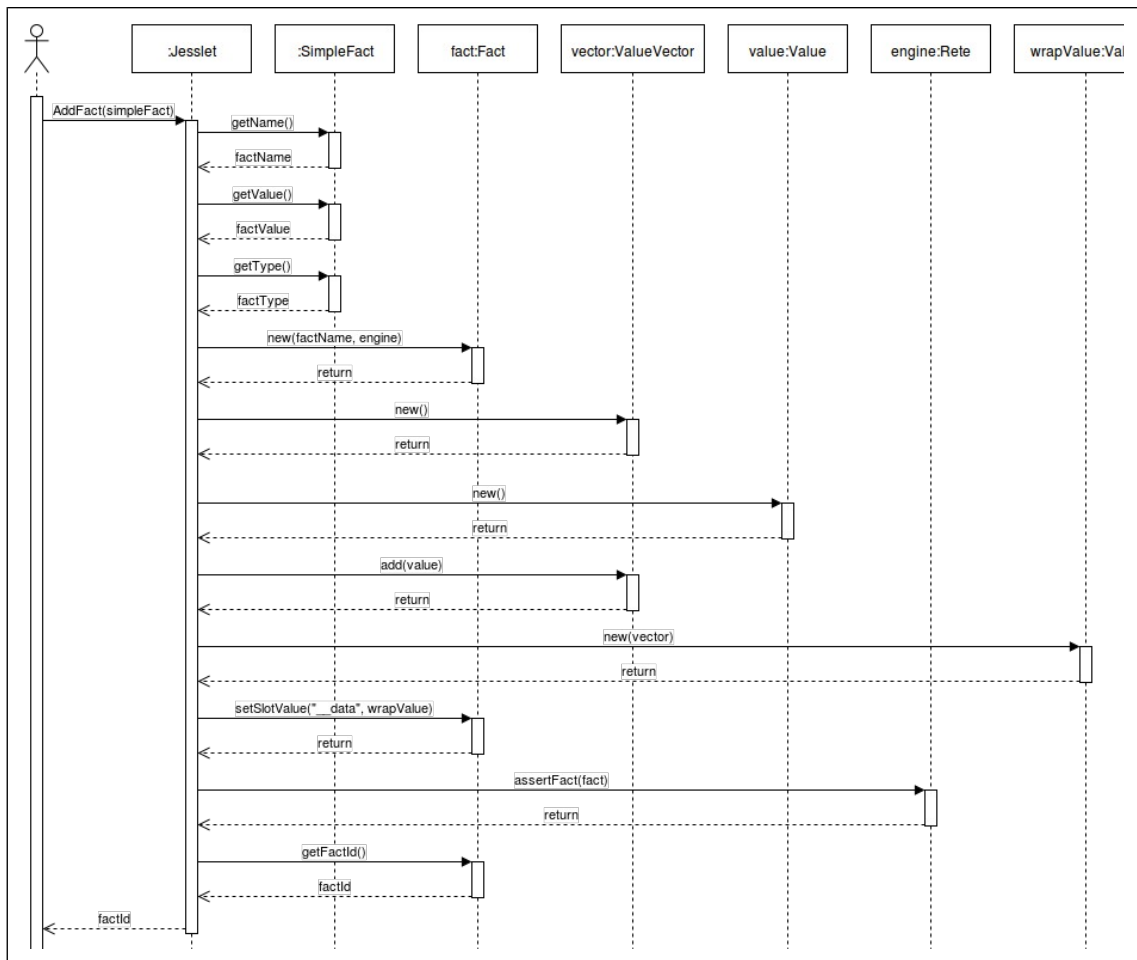 :Jesslet
:SimpleFact
fact:Fact
vector:ValueVector
value:Value
engine:Rete
wrapValue:Val
AddFact(simpleFact)
getName()
factName
getValue()
factValue
getType()
factType
new(factName, engine)
return
new()
return
new()
return
add(value)
return
new(vector)
return
setSlotValue("__data", wrapValue)
return
assertFact(fact)
return
getFactId()
factId
factId